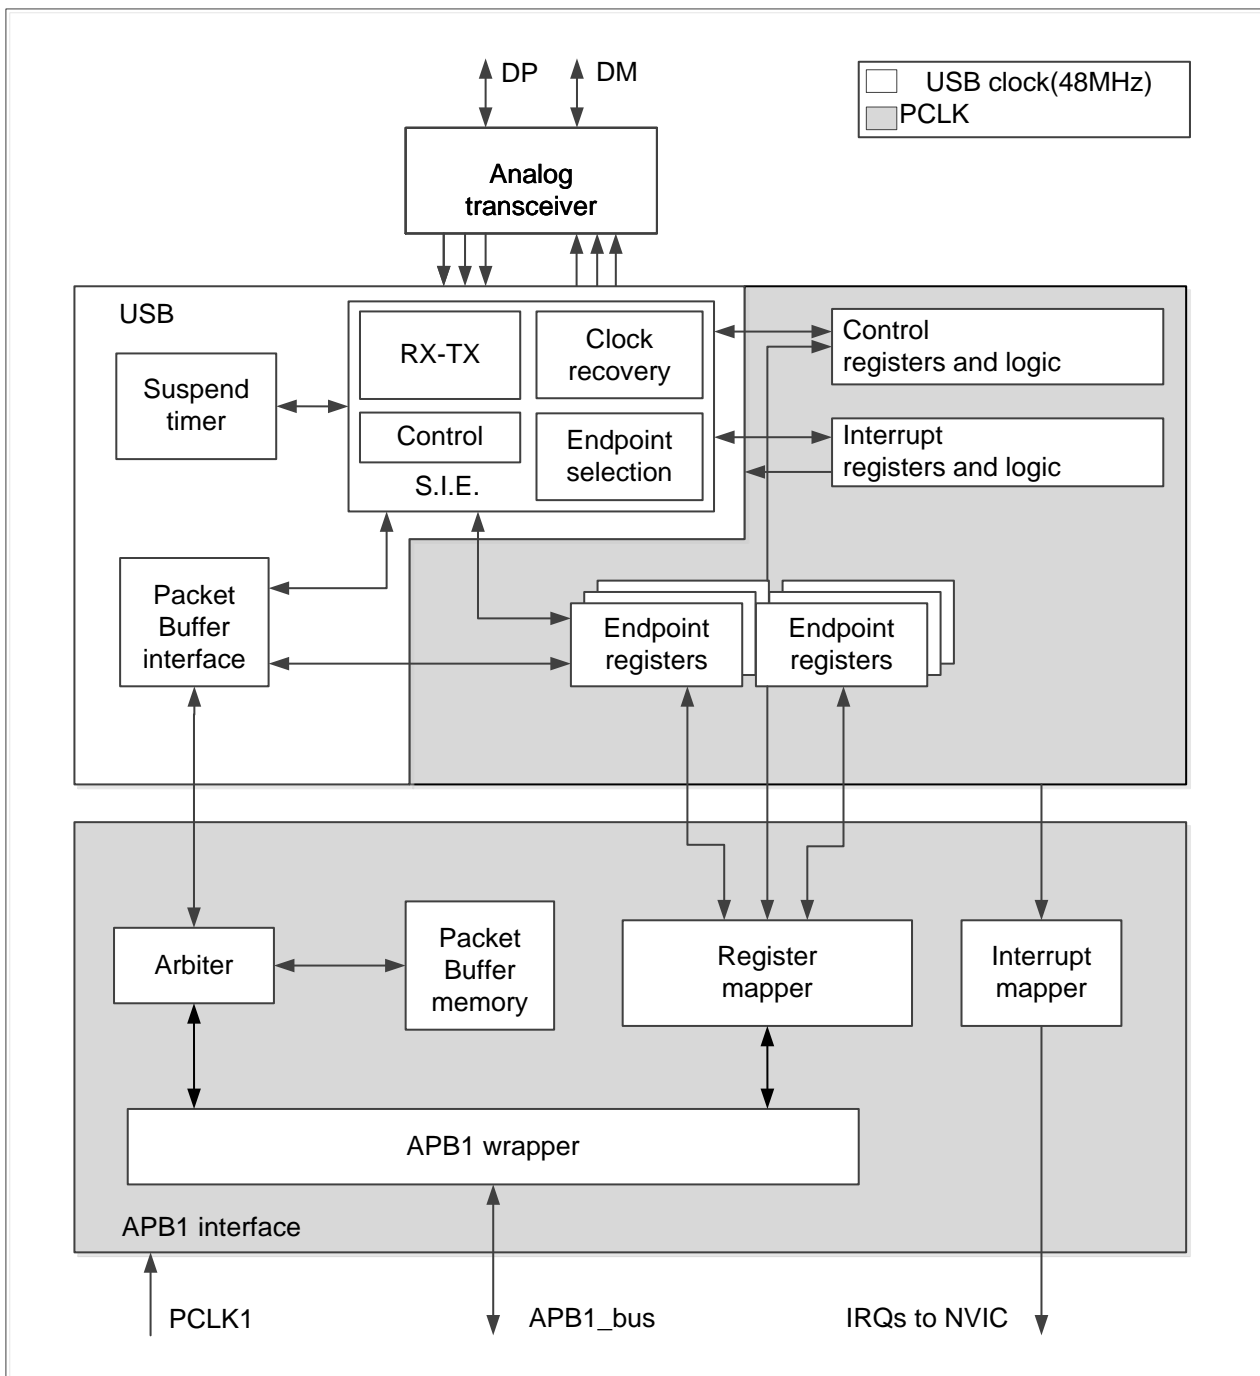 DP
DM
USB clock(48MHz)
PCLK
Analog
transceiver
USB
RX-TX
Clock
recovery
Control
registers and logic
Suspend
timer
Control
Endpoint
selection
S.I.E.
Interrupt
registers and logic
Packet
Buffer
interface
Endpoint
registers
Endpoint
registers
Arbiter
Packet
Buffer
memory
Register
mapper
Interrupt
mapper
APB1 wrapper
APB1 interface
PCLK1
APB1_bus
IRQs to NVIC